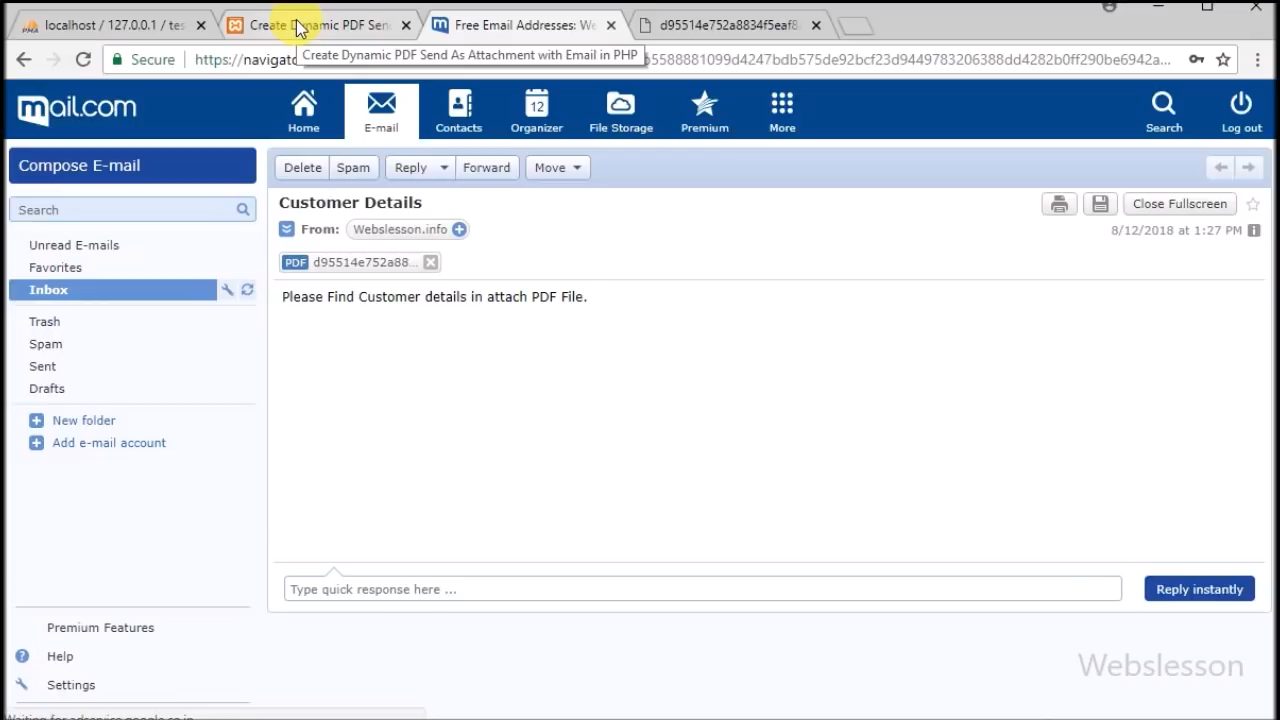 localhost / 127.0.0.1 / tes
Create Dynamic PDF Sen
Free Email Addresses: We
d95514e752a8834f5eaf8
Secure
https://navigato
b5588881099d4247bdb575de92bcf23d9449783206388dd4282b0ff290be6942a...
Create Dynamic PDF Send As Attachment with Email in PHP
mail.com
Home
E-mail
Contacts
12
Organizer
File Storage
Premium
More
Search
Log out
Compose E-mail
Delete
Spam
Reply
Forward
Move
Search
Customer Details
Close Fullscreen
From:
Webslesson.info
8/12/2018 at 1:27 PM
PDF
d95514e752a88...
Unread E-mails
Favorites
Inbox
Trash
Spam
Sent
Drafts
New folder
Add e-mail account
Please Find Customer details in attach PDF File.
Type quick response here ...
Reply instantly
Premium Features
Help
Settings
Webslesson